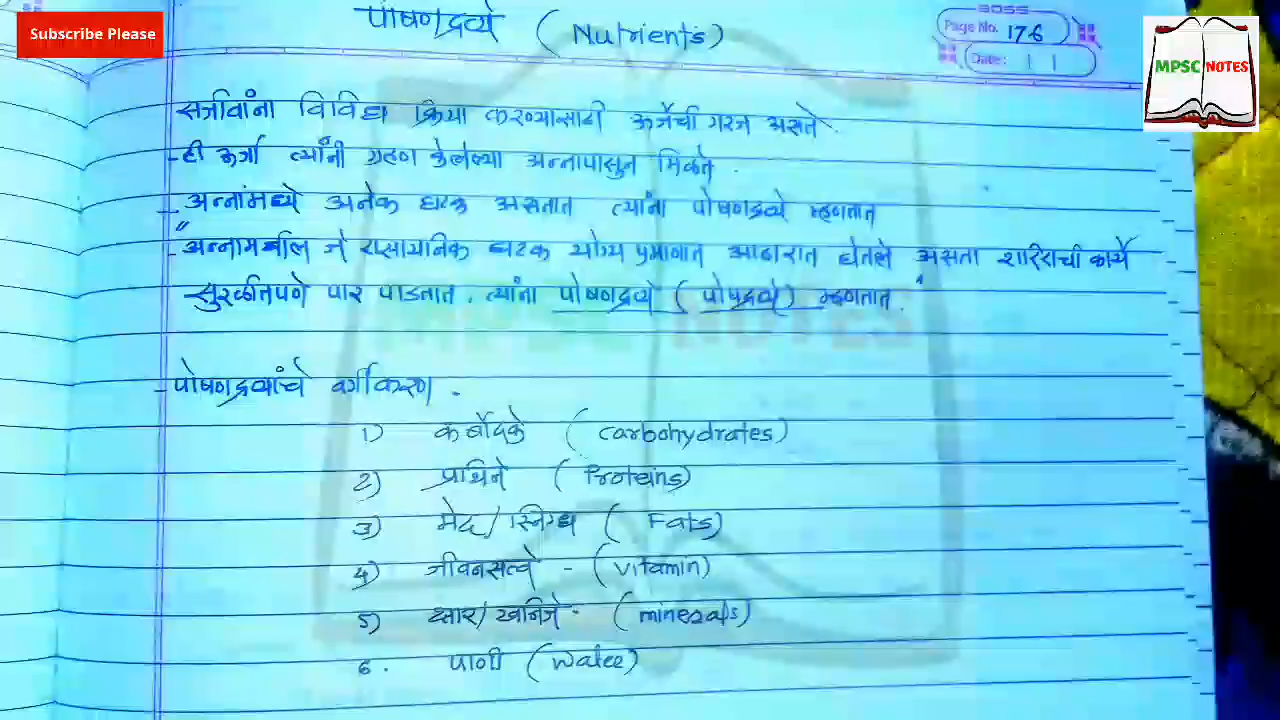 Subscribe Please
पोषणद्रव्ये ( Nutrients )
BOSS
Page No. 176
Date :
MPSC NOTES
सजीवांना विविध क्रिया करण्यासाठी ऊर्जेची गरज असते.
- ही ऊर्जा त्यांनी ग्रहण केलेल्या अन्नापासुन मिळते .
- अन्नांमध्ये अनेक घटक असतात त्यांना पोषणद्रव्ये म्हणतात
- " अन्नामधील जे रासायनिक घटक योग्य प्रमाणात आहारात घेतले असता शरिराची कार्ये
सुरळीतपणे पार पाडतात . त्यांना पोषणद्रव्ये ( पोषद्रव्ये ) म्हणतात . "
MPSC NOTES
- पोषणद्रव्यांचे वर्गीकरण .
1) कर्बोदके ( carbohydrates )
2) प्रथिने ( Proteins )
3) मेद / स्निग्ध ( Fats )
4) जीवनसत्वे - ( vitamin )
5) क्षार / खनिजे - ( minerals )
6 . पाणी ( Water )